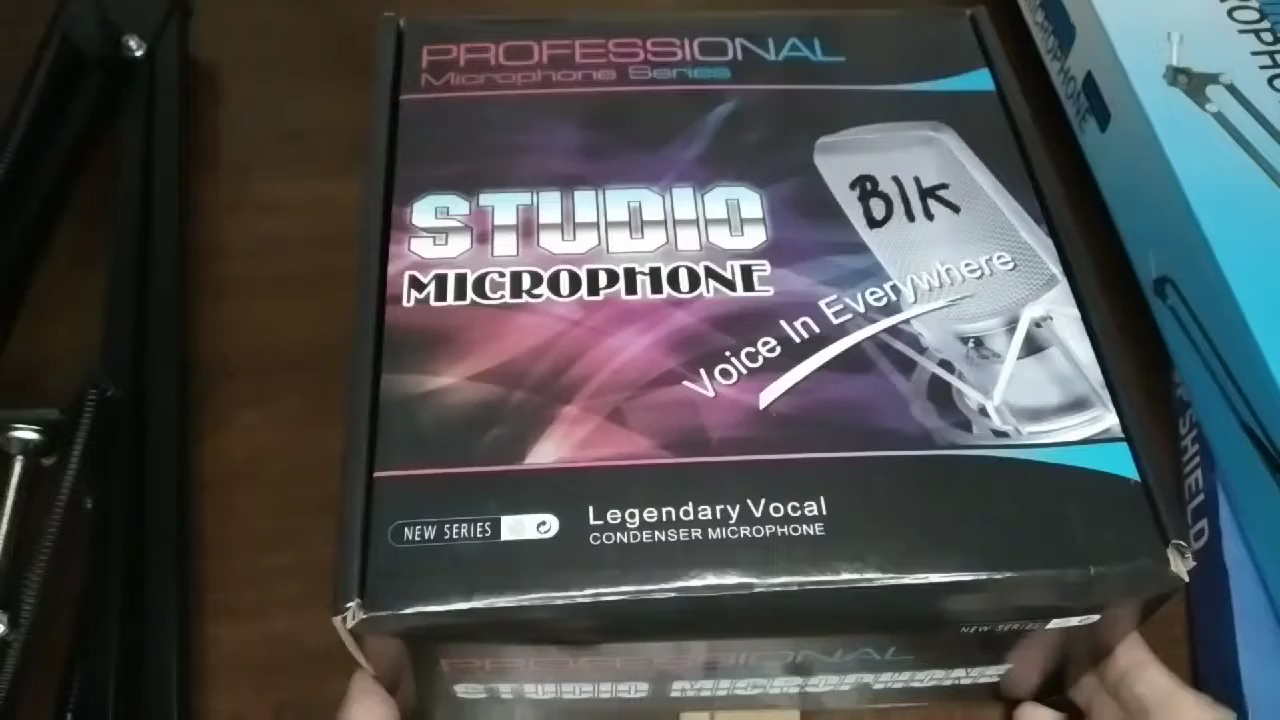 PROFESSIONAL
Microphone Series
STUDIO
MICROPHONE
Blk
Voice In Everywhere
NEW SERIES
Legendary Vocal
CONDENSER MICROPHONE
NEW SERIES
PROFESSIONAL
STUDIO MICROPHONE
MICROPHONE
SHIELD